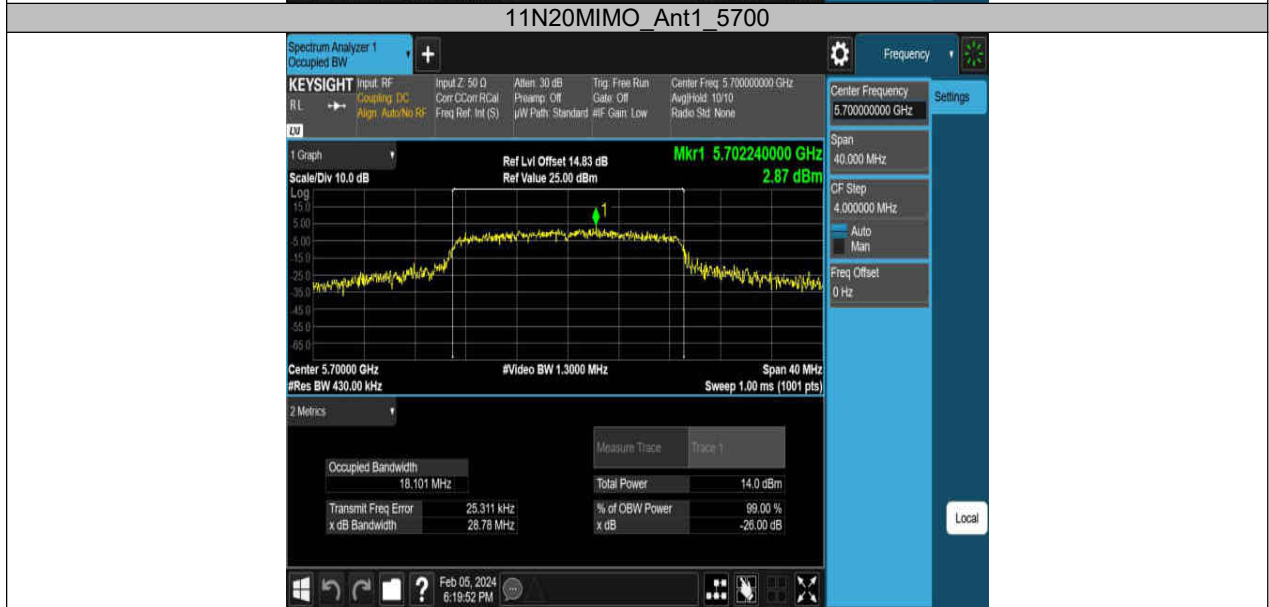 11N20MIMO_Ant1_5700
Spectrum Analyzer 1
Occupied BW
+
Frequency
KEYSIGHT
RL
LXI
Input: RF
Coupling: DC
Align: Auto/No RF
Input Z: 50 Ω
Corr CCorr RCal
Freq Ref: Int (S)
Atten: 30 dB
Preamp: Off
µW Path: Standard
Trig: Free Run
Gate: Off
#IF Gain: Low
Center Freq: 5.700000000 GHz
Avg|Hold: 10/10
Radio Std: None
Center Frequency
5.700000000 GHz
Settings
Span
40.000 MHz
CF Step
4.000000 MHz
Auto
Man
Freq Offset
0 Hz
1 Graph
Scale/Div 10.0 dB
Ref Lvl Offset 14.83 dB
Ref Value 25.00 dBm
Mkr1 5.702240000 GHz
2.87 dBm
Log
15.0
5.00
-5.00
-15.0
-25.0
-35.0
-45.0
-55.0
-65.0
1
Center 5.70000 GHz
#Res BW 430.00 kHz
#Video BW 1.3000 MHz
Span 40 MHz
Sweep 1.00 ms (1001 pts)
2 Metrics
Measure Trace Trace 1
Occupied Bandwidth
18.101 MHz
Total Power 14.0 dBm
Transmit Freq Error 25.311 kHz
% of OBW Power 99.00 %
x dB Bandwidth 28.78 MHz
x dB -26.00 dB
Local
?
Feb 05, 2024
6:19:52 PM